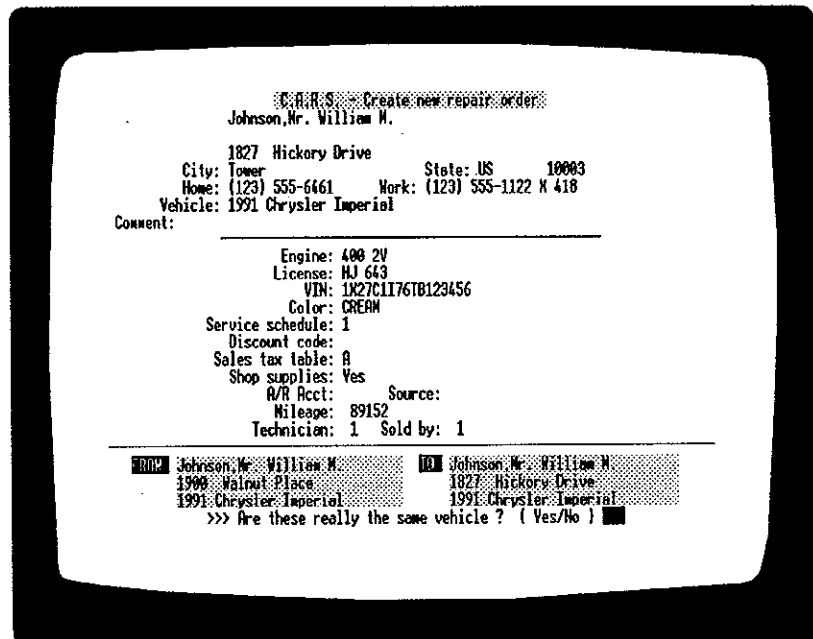 C.A.R.S. - Create new repair order
Johnson,Mr. William M.
1827 Hickory Drive
City: Tower State: US 10003
Home: (123) 555-6461 Work: (123) 555-1122 X 418
Vehicle: 1991 Chrysler Imperial
Comment:
Engine: 400 2V
License: HJ 643
VIN: 1X27C1I76TB123456
Color: CREAM
Service schedule: 1
Discount code:
Sales tax table: A
Shop supplies: Yes
A/R Acct: Source:
Mileage: 89152
Technician: 1 Sold by: 1
FROM Johnson,Mr. William M. TO Johnson,Mr. William M.
1900 Walnut Place 1827 Hickory Drive
1991 Chrysler Imperial 1991 Chrysler Imperial
>>> Are these really the same vehicle ? ( Yes/No )